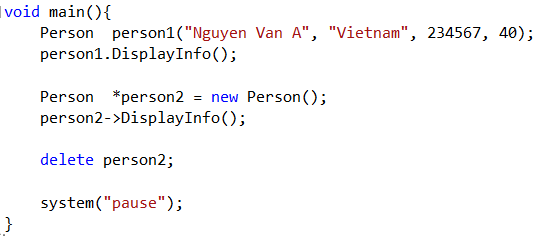 void main(){
    Person  person1("Nguyen Van A", "Vietnam", 234567, 40);
    person1.DisplayInfo();

    Person  *person2 = new Person();
    person2->DisplayInfo();

    delete person2;

    system("pause");
}